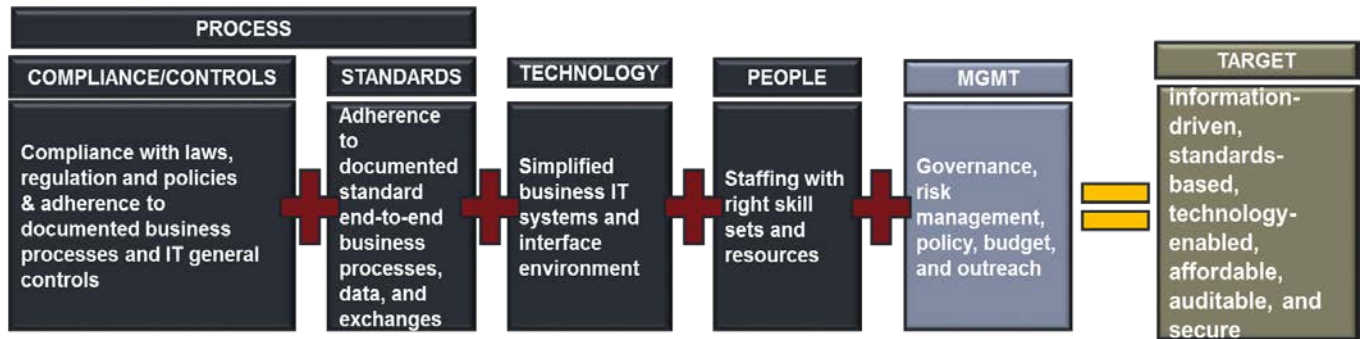 PROCESS
COMPLIANCE/CONTROLS
Compliance with laws,
regulation and policies
& adherence to
documented business
processes and IT general
controls
STANDARDS
Adherence
to
documented
standard
end-to-end
business
processes,
data, and
exchanges
TECHNOLOGY
Simplified
business IT
systems and
interface
environment
PEOPLE
Staffing with
right skill
sets and
resources
MGMT
Governance,
risk
management,
policy, budget,
and outreach
TARGET
information-
driven,
standards-
based,
technology-
enabled,
affordable,
auditable, and
secure